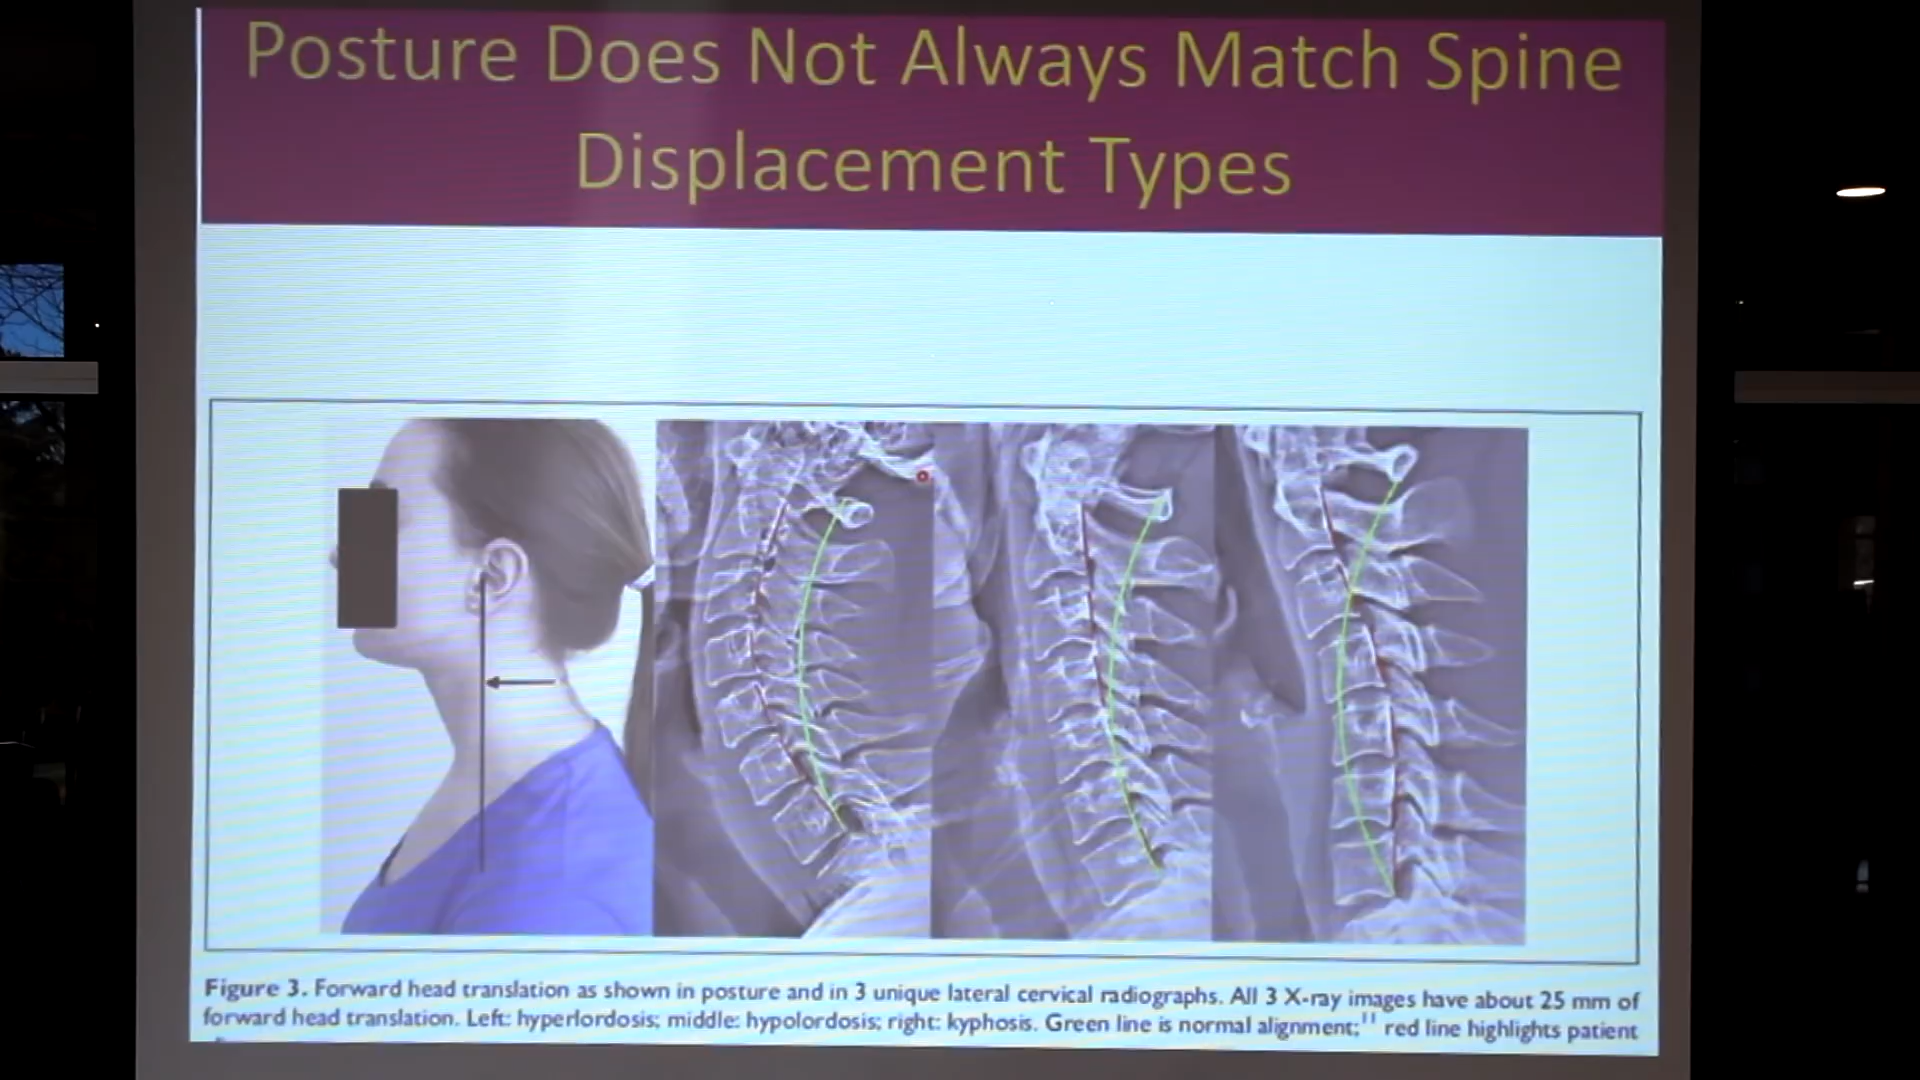 Posture Does Not Always Match Spine
Displacement Types
Figure 3. Forward head translation as shown in posture and in 3 unique lateral cervical radiographs. All 3 X-ray images have about 25 mm of
forward head translation. Left: hyperlordosis; middle: hypolordosis; right: kyphosis. Green line is normal alignment;11 red line highlights patient